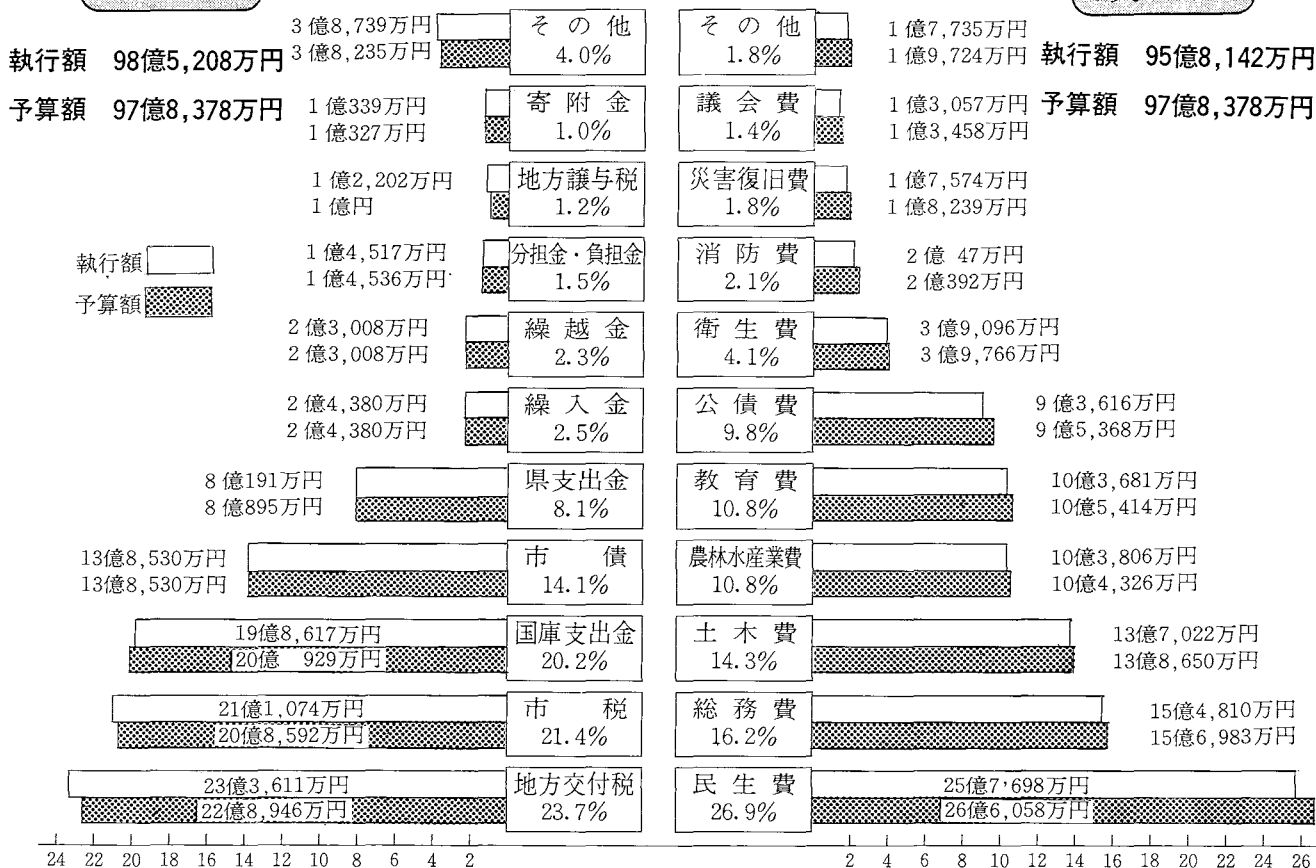 執行額 98億5,208万円
予算額 97億8,378万円
執行額
予算額
3億8,739万円
3億8,235万円
その他
4.0%
1億339万円
1億327万円
寄附金
1.0%
1億2,202万円
1億円
地方譲与税
1.2%
1億4,517万円
1億4,536万円
分担金・負担金
1.5%
2億3,008万円
2億3,008万円
繰越金
2.3%
2億4,380万円
2億4,380万円
繰入金
2.5%
8億191万円
8億895万円
県支出金
8.1%
13億8,530万円
13億8,530万円
市債
14.1%
19億8,617万円
20億 929万円
国庫支出金
20.2%
21億1,074万円
20億8,592万円
市税
21.4%
23億3,611万円
22億8,946万円
地方交付税
23.7%
24 22 20 18 16 14 12 10 8 6 4 2
執行額 95億8,142万円
予算額 97億8,378万円
その他
1.8%
1億7,735万円
1億9,724万円
議会費
1.4%
1億3,057万円
1億3,458万円
災害復旧費
1.8%
1億7,574万円
1億8,239万円
消防費
2.1%
2億 47万円
2億392万円
衛生費
4.1%
3億9,096万円
3億9,766万円
公債費
9.8%
9億3,616万円
9億5,368万円
教育費
10.8%
10億3,681万円
10億5,414万円
農林水産業費
10.8%
10億3,806万円
10億4,326万円
土木費
14.3%
13億7,022万円
13億8,650万円
総務費
16.2%
15億4,810万円
15億6,983万円
民生費
26.9%
25億7,698万円
26億6,058万円
2 4 6 8 10 12 14 16 18 20 22 24 26